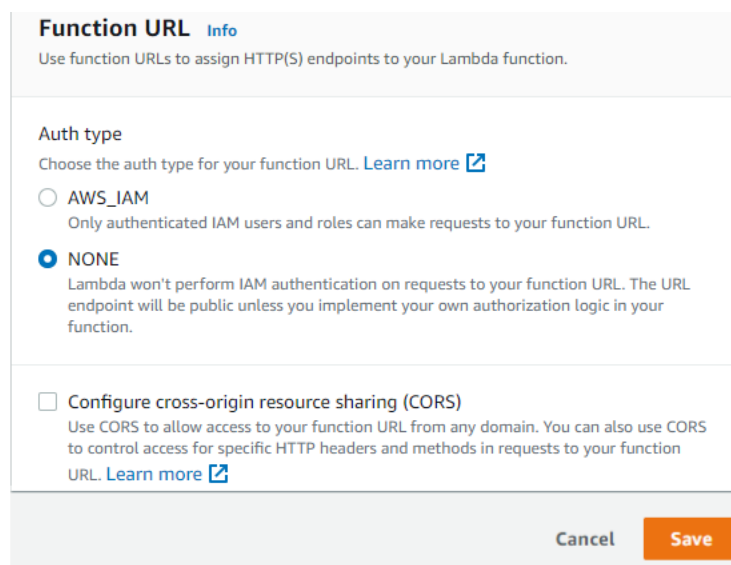 Function URL Info
Use function URLs to assign HTTP(S) endpoints to your Lambda function.
Auth type
Choose the auth type for your function URL. Learn more
AWS_IAM
Only authenticated IAM users and roles can make requests to your function URL.
NONE
Lambda won't perform IAM authentication on requests to your function URL. The URL
endpoint will be public unless you implement your own authorization logic in your
function.
Configure cross-origin resource sharing (CORS)
Use CORS to allow access to your function URL from any domain. You can also use CORS
to control access for specific HTTP headers and methods in requests to your function
URL. Learn more
Cancel Save